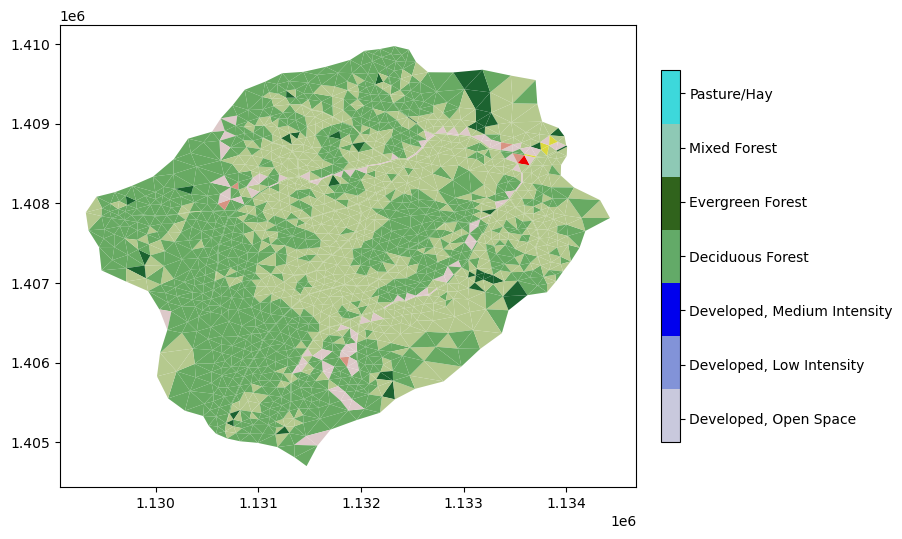 1e6
1.410
1.409
1.408
1.407
1.406
1.405
1.130
1.131
1.132
1.133
1.134
1e6
Pasture/Hay
Mixed Forest
Evergreen Forest
Deciduous Forest
Developed, Medium Intensity
Developed, Low Intensity
Developed, Open Space